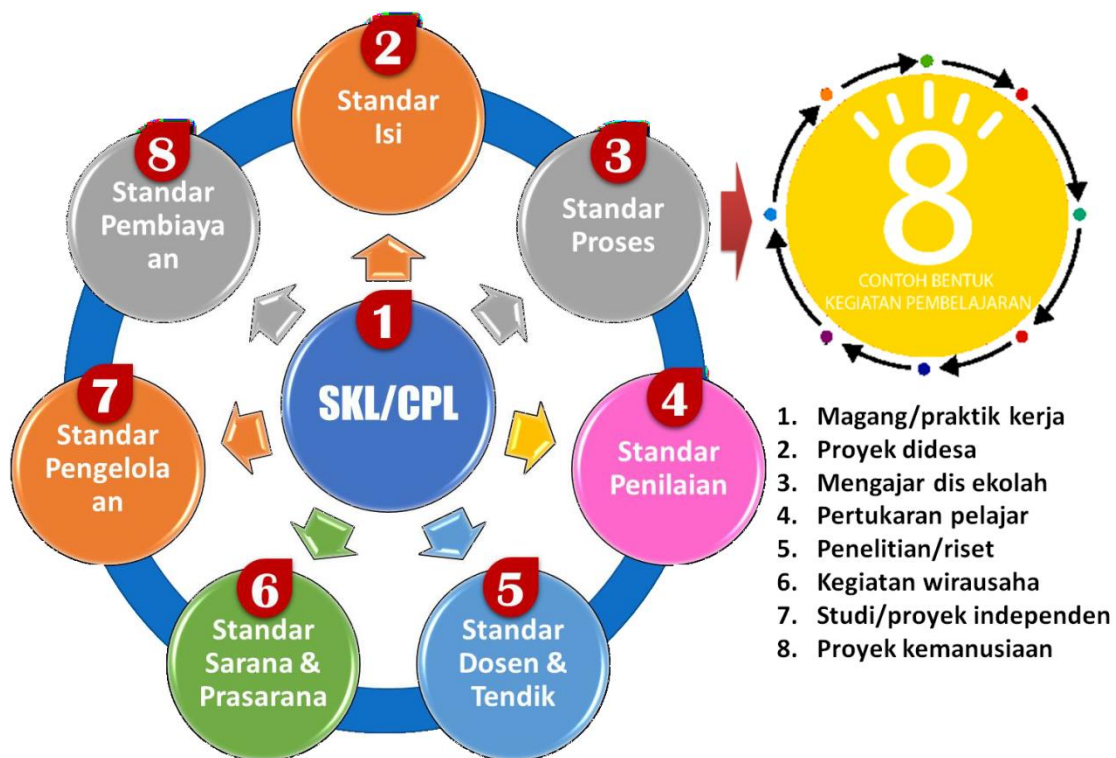 1
SKL/CPL
2
Standar
Isi
3
Standar
Proses
4
Standar
Penilaian
5
Standar
Dosen &
Tendik
6
Standar
Sarana &
Prasarana
7
Standar
Pengelola
an
8
Standar
Pembiaya
an
8
CONTOH BENTUK
KEGIATAN PEMBELAJARAN
1. Magang/praktik kerja
2. Proyek didesa
3. Mengajar dis ekolah
4. Pertukaran pelajar
5. Penelitian/riset
6. Kegiatan wirausaha
7. Studi/proyek independen
8. Proyek kemanusiaan